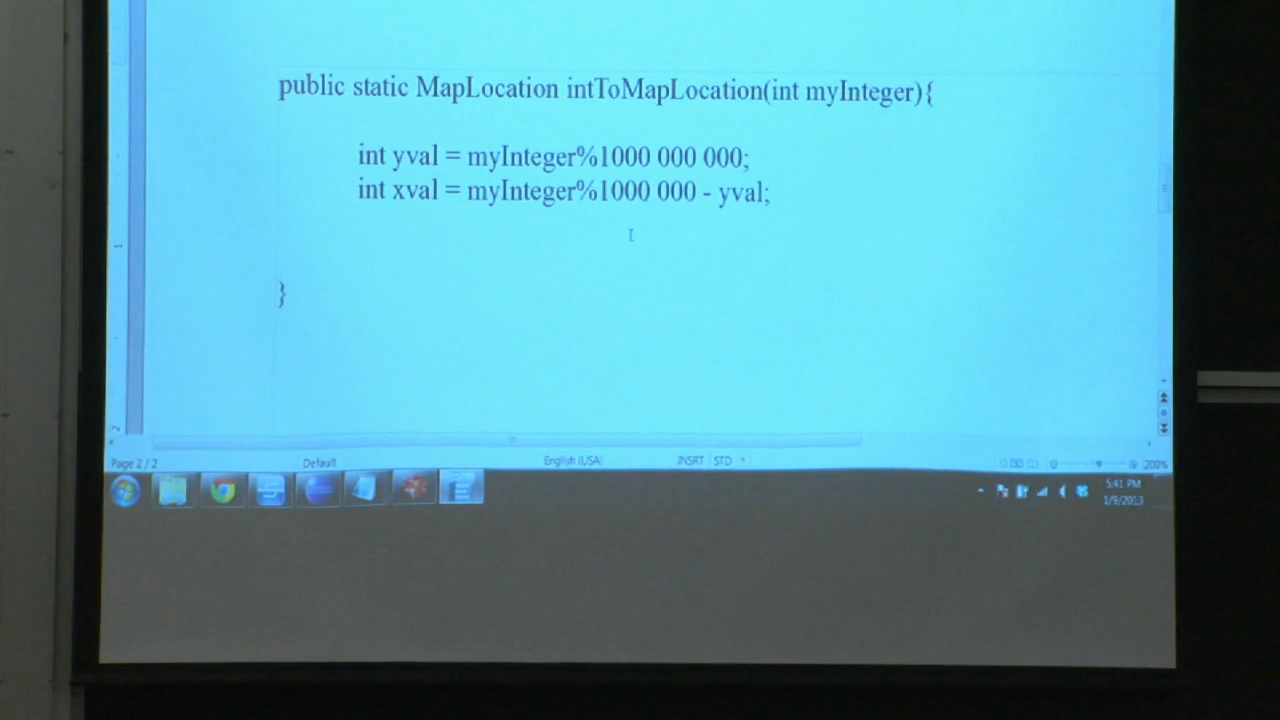 public static MapLocation intToMapLocation(int myInteger){
int yval = myInteger%1000 000 000;
int xval = myInteger%1000 000 - yval;
}
Page 2 / 2
Default
English (USA)
INSRT
STD
*
200%
5:41 PM
1/9/2013